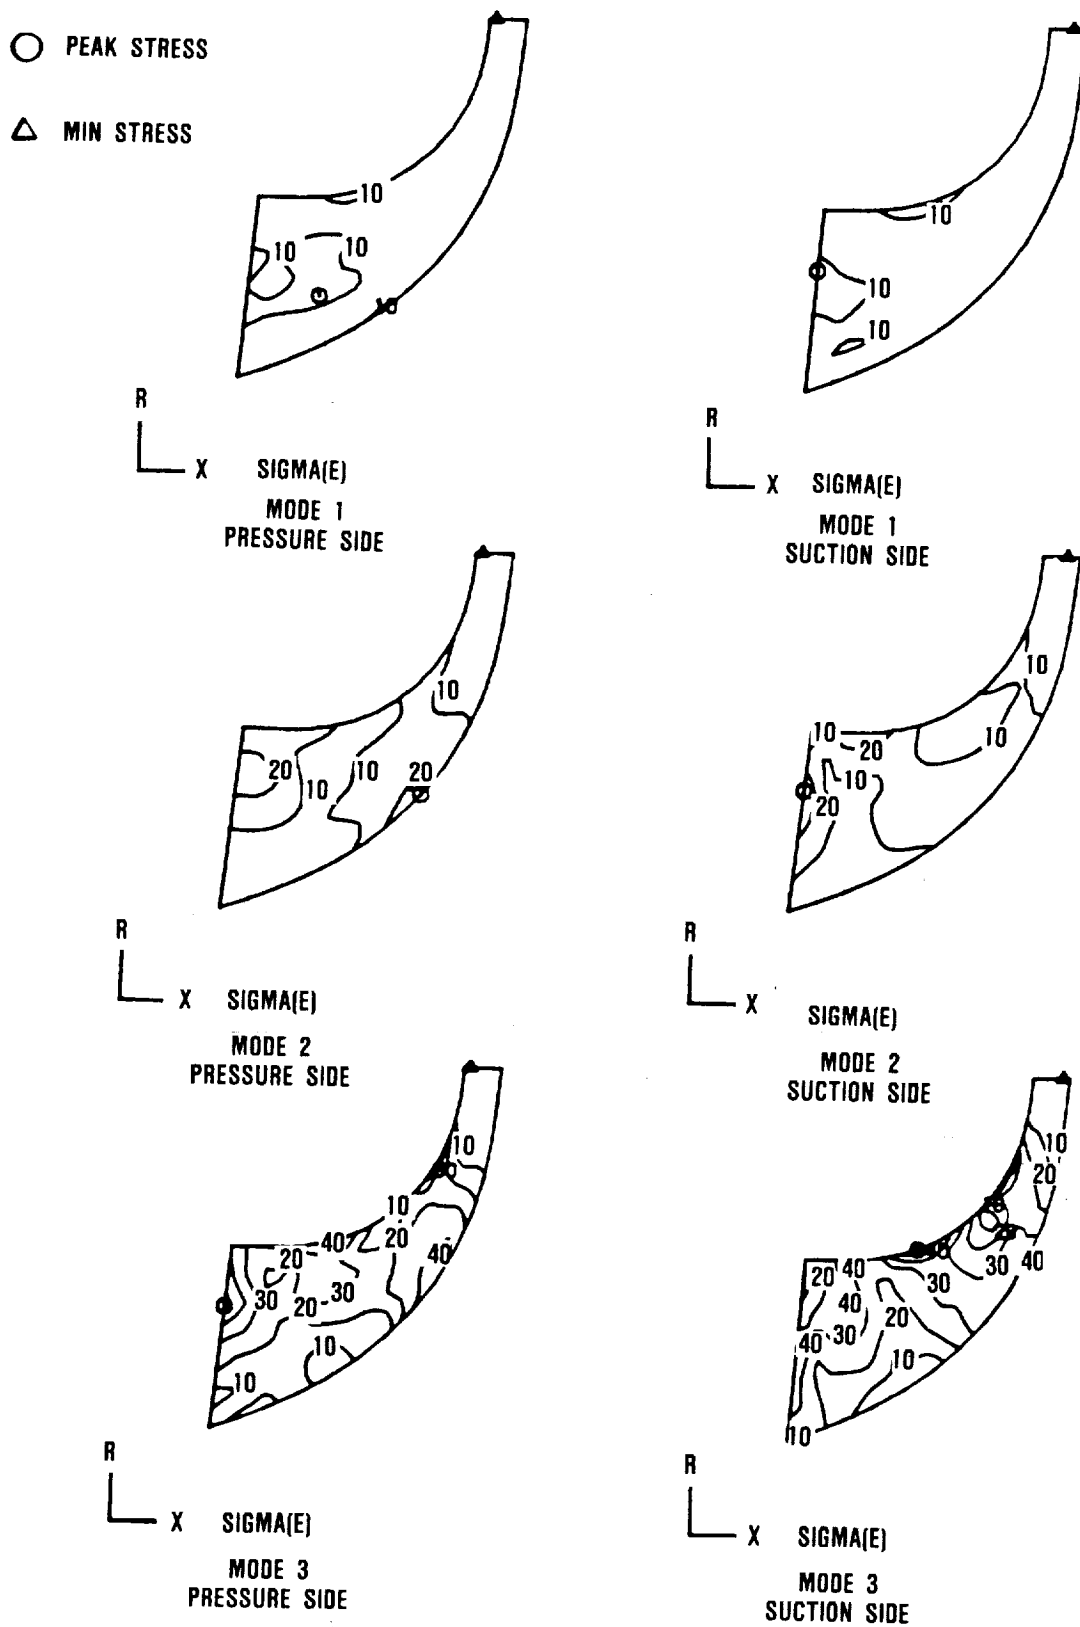 PEAK STRESS
MIN STRESS
10
10
10
10
R
X SIGMA(E)
MODE 1
PRESSURE SIDE
10
10
10
R
X SIGMA(E)
MODE 1
SUCTION SIDE
10
20
10
10
20
R
X SIGMA(E)
MODE 2
PRESSURE SIDE
10
10
20
10
10
20
R
X SIGMA(E)
MODE 2
SUCTION SIDE
10
10
40
20
20
40
30
20
30
10
10
R
X SIGMA(E)
MODE 3
PRESSURE SIDE
10
20
20
40
30
30
40
40
20
40
30
10
10
R
X SIGMA(E)
MODE 3
SUCTION SIDE